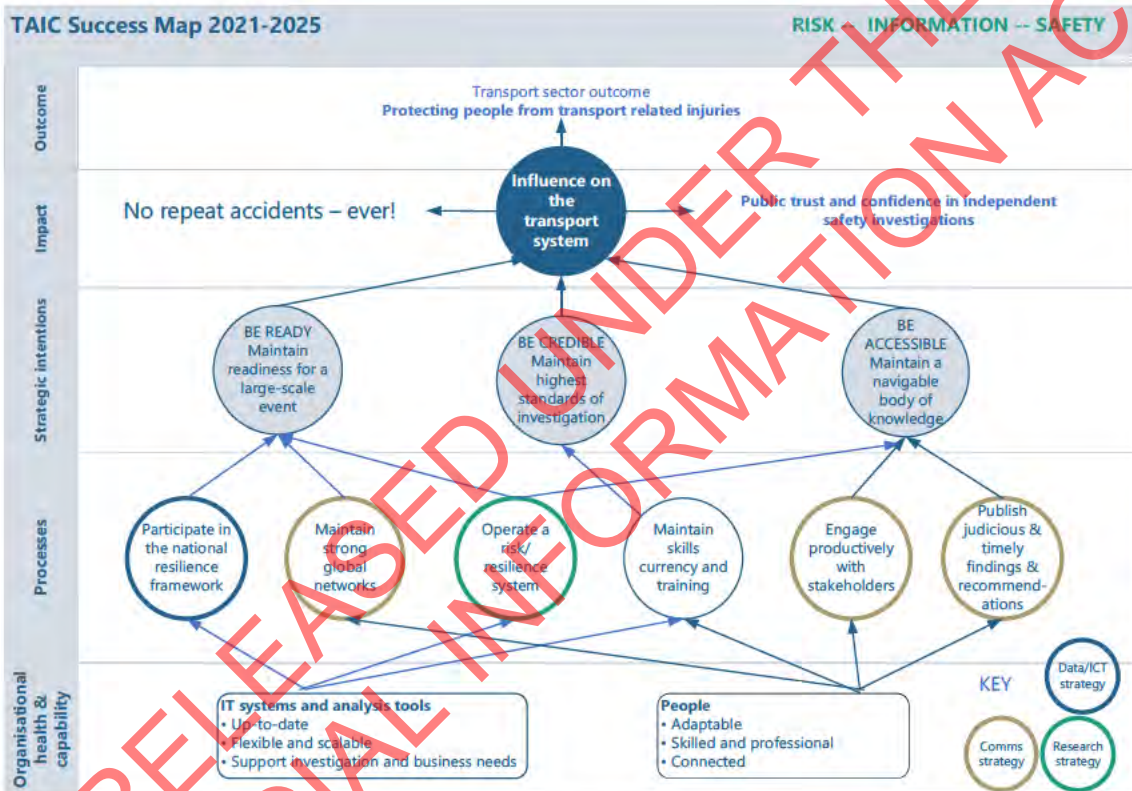 TAIC Success Map 2021-2025
RISK -- INFORMATION -- SAFETY
Outcome
Transport sector outcome
Protecting people from transport related injuries
Impact
No repeat accidents – ever!
Influence on
the
transport
system
Public trust and confidence in independent
safety investigations
Strategic intentions
BE READY
Maintain
readiness for a
large-scale
event
BE CREDIBLE
Maintain
highest
standards of
investigation
BE
ACCESSIBLE
Maintain a
navigable
body of
knowledge
Processes
Participate in
the national
resilience
framework
Maintain
strong
global
networks
Operate a
risk/
resilience
system
Maintain
skills
currency and
training
Engage
productively
with
stakeholders
Publish
judicious &
timely
findings &
recommend-
ations
Organisational
health &
capability
IT systems and analysis tools
• Up-to-date
• Flexible and scalable
• Support investigation and business needs
People
• Adaptable
• Skilled and professional
• Connected
KEY
Data/ICT
strategy
Comms
strategy
Research
strategy
RELEASED UNDER THE
INFORMATION AC